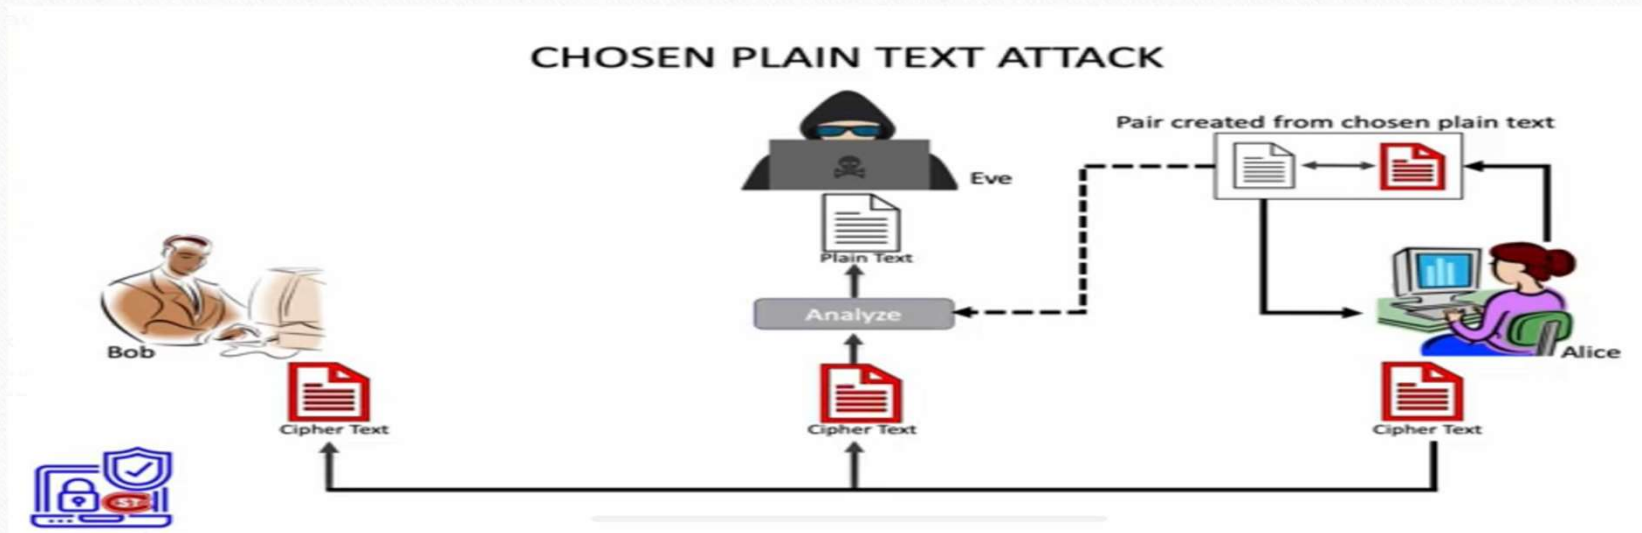 CHOSEN PLAIN TEXT ATTACK
Pair created from chosen plain text
Eve
Plain Text
Analyze
Bob
Alice
Cipher Text
Cipher Text
Cipher Text
ST